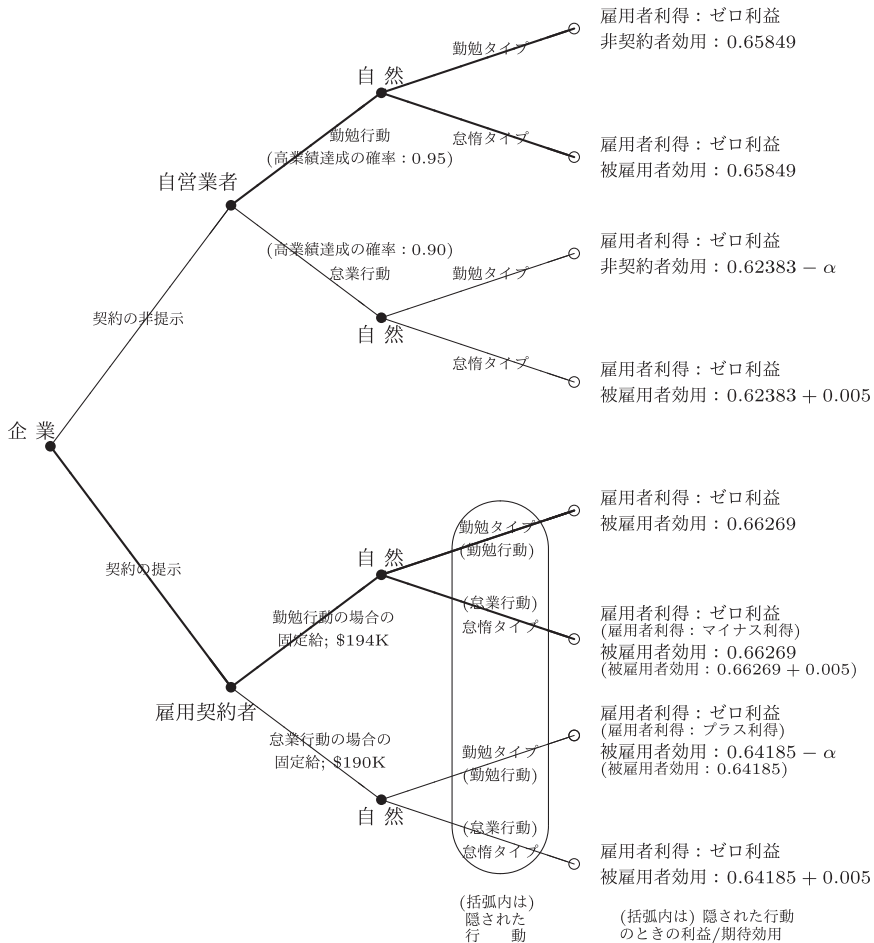 雇用者利得：ゼロ利益
非契約者効用：0.65849
勤勉タイプ
自 然
勤勉行動
(高業績達成の確率：0.95)
怠惰タイプ
雇用者利得：ゼロ利益
被雇用者効用：0.65849
自営業者
(高業績達成の確率：0.90)
怠業行動
勤勉タイプ
雇用者利得：ゼロ利益
非契約者効用：0.62383 − α
契約の非提示
自 然
怠惰タイプ
雇用者利得：ゼロ利益
被雇用者効用：0.62383 + 0.005
企 業
契約の提示
雇用者利得：ゼロ利益
被雇用者効用：0.66269
勤勉タイプ
(勤勉行動)
自 然
勤勉行動の場合の
固定給; $194K
(怠業行動)
怠惰タイプ
雇用者利得：ゼロ利益
(雇用者利得：マイナス利得)
被雇用者効用：0.66269
(被雇用者効用：0.66269 + 0.005)
雇用契約者
怠業行動の場合の
固定給; $190K
勤勉タイプ
(勤勉行動)
雇用者利得：ゼロ利益
(雇用者利得：プラス利得)
被雇用者効用：0.64185 − α
(被雇用者効用：0.64185)
自 然
(怠業行動)
怠惰タイプ
雇用者利得：ゼロ利益
被雇用者効用：0.64185 + 0.005
(括弧内は)
隠された
行　動
(括弧内は) 隠された行動
のときの利益/期待効用